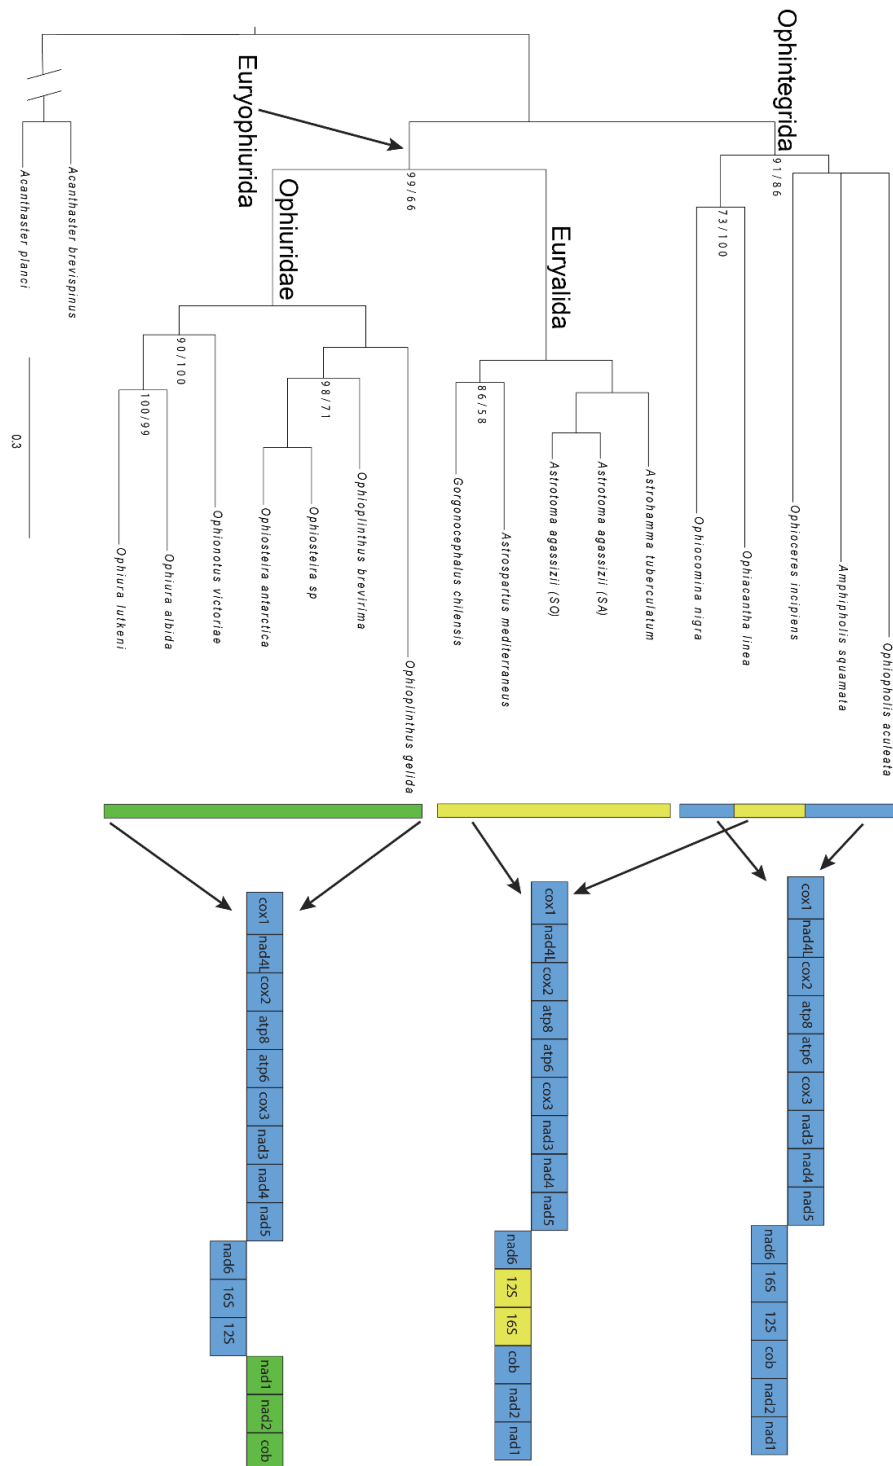 Ophintegrida
91/86
Ophiopholis aculeata
Amphipholis squamata
Ophioceres incipiens
73/100
Ophiacantha linea
Ophiocomina nigra
Euryophiurida
99/66
Euryalida
Astrohamma tuberculatum
Astrotoma agassizii (SA)
Astrotoma agassizii (SO)
86/58
Astrospartus mediterraneus
Gorgonocephalus chilensis
Ophiuridae
Ophioplinthus gelida
98/71
Ophioplinthus brevirima
Ophiosteira sp
Ophiosteira antarctica
90/100
Ophionotus victoriae
100/99
Ophiura albida
Ophiura lutkeni
Acanthaster brevispinus
Acanthaster planci
0.3
cox1 nad4L cox2 atp8 atp6 cox3 nad3 nad4 nad5
nad6 16S 12S cob nad2 nad1
cox1 nad4L cox2 atp8 atp6 cox3 nad3 nad4 nad5
nad6 12S 16S cob nad2 nad1
cox1 nad4L cox2 atp8 atp6 cox3 nad3 nad4 nad5
nad6 16S 12S
nad1 nad2 cob